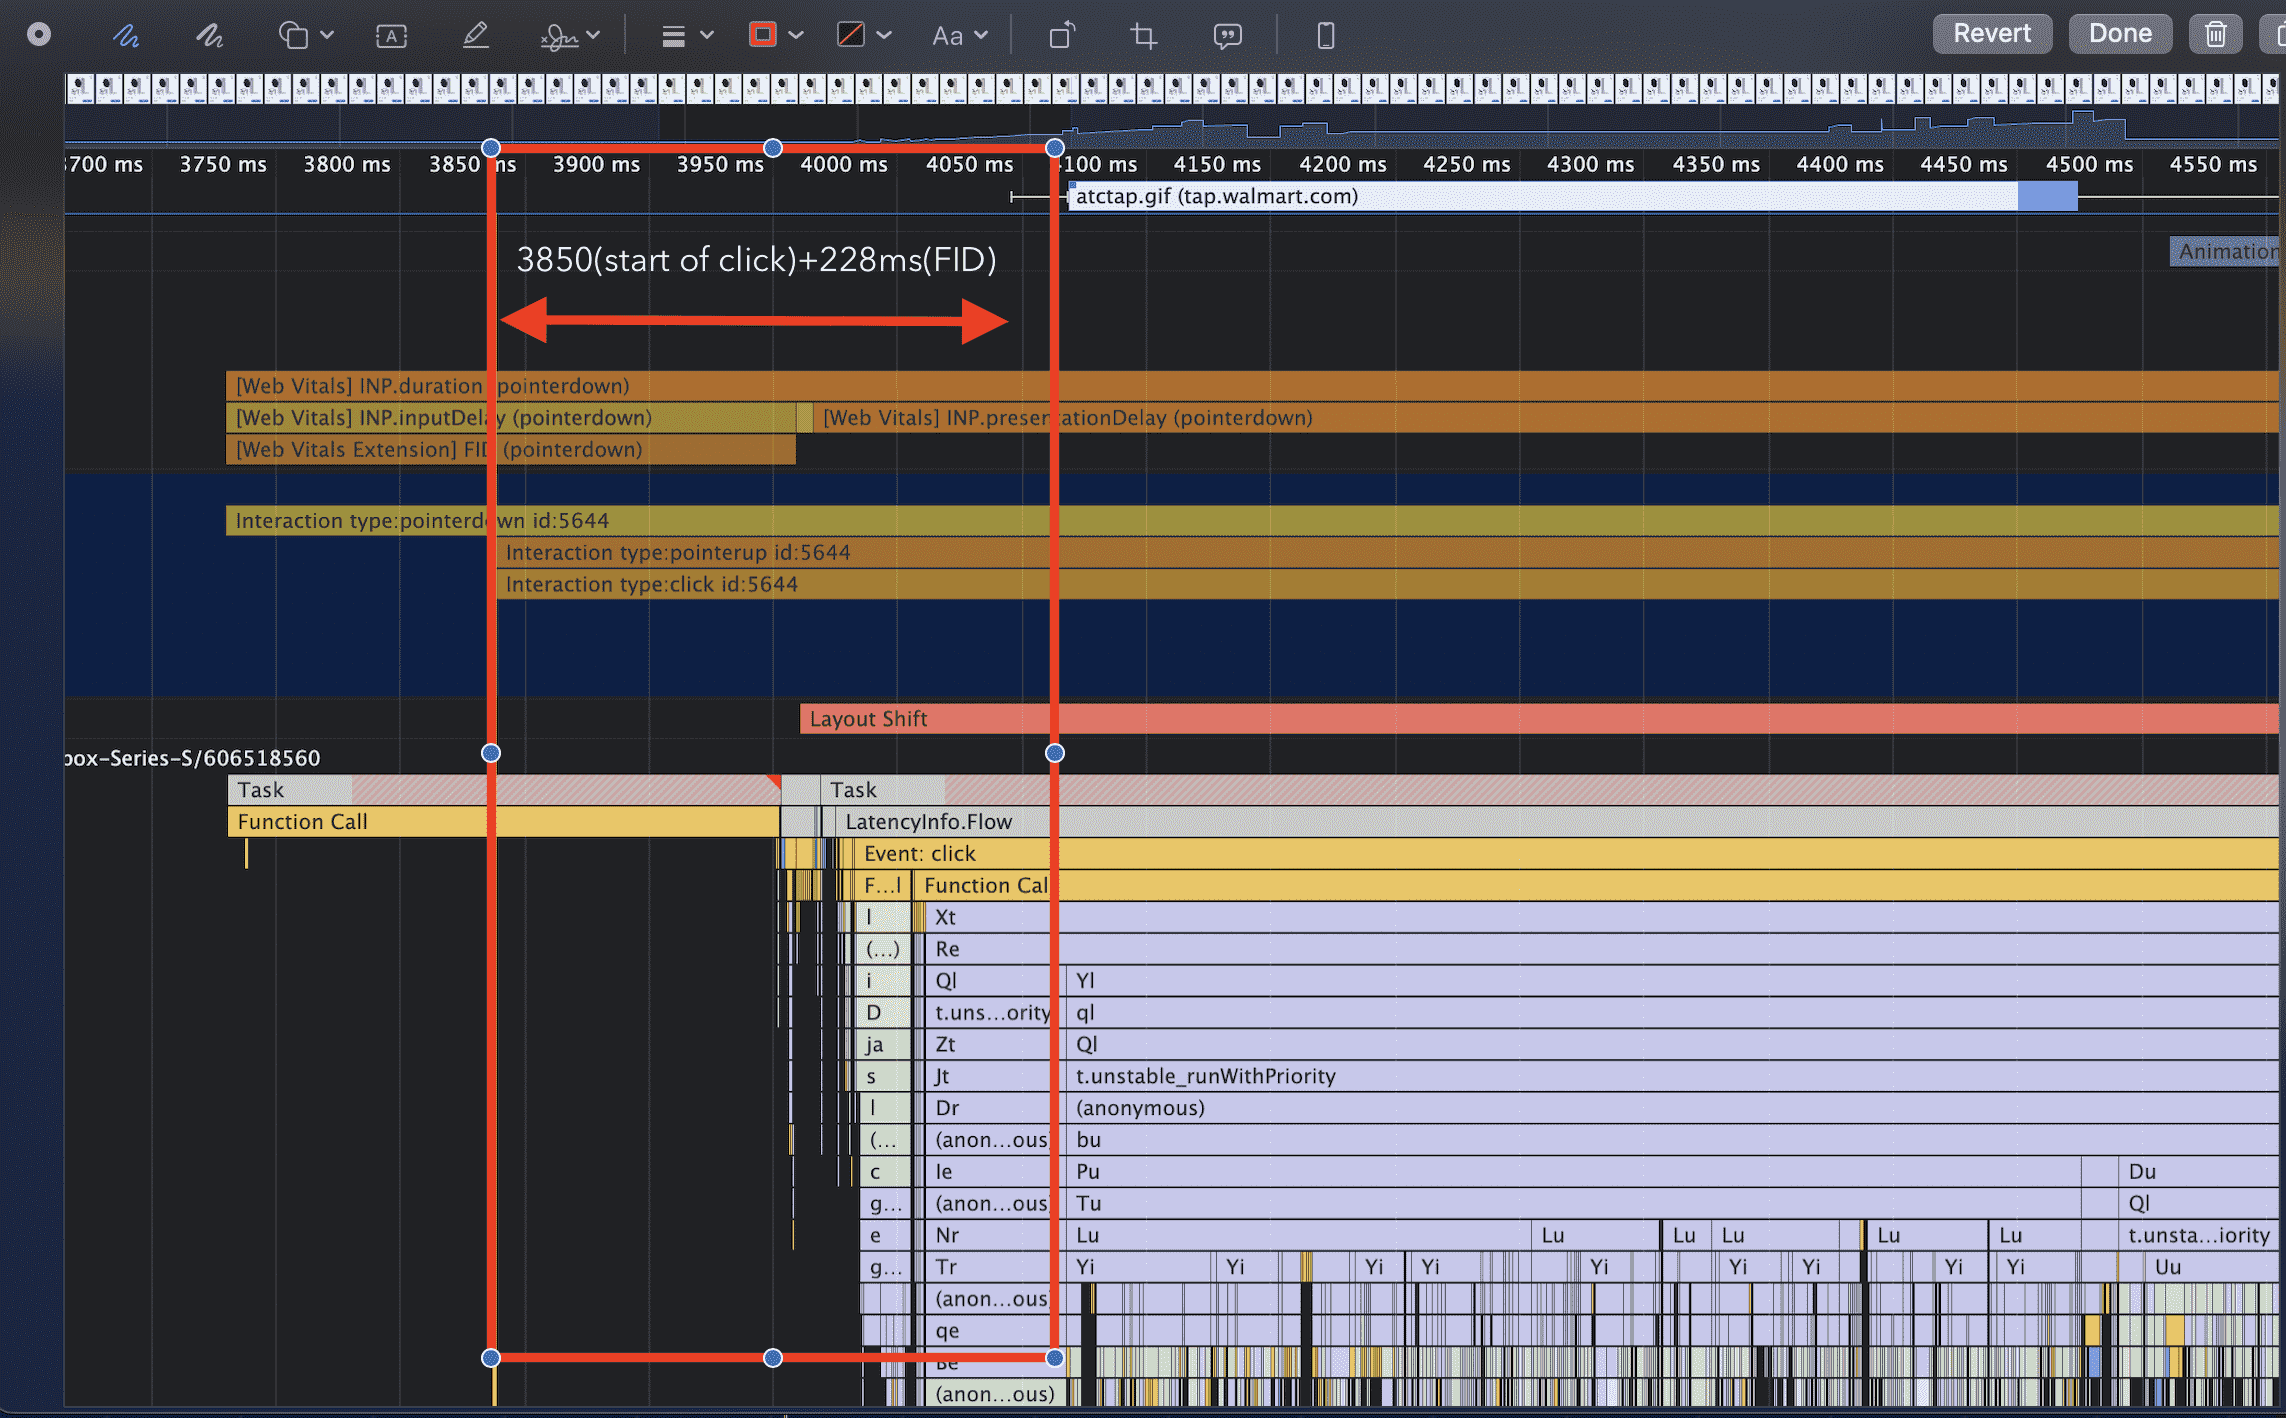 A
Aa
Revert
Done
3700 ms 3750 ms 3800 ms 3850 ms 3900 ms 3950 ms 4000 ms 4050 ms 4100 ms 4150 ms 4200 ms 4250 ms 4300 ms 4350 ms 4400 ms 4450 ms 4500 ms 4550 ms
atctap.gif (tap.walmart.com)
3850(start of click)+228ms(FID)
Animation
[Web Vitals] INP.duration (pointerdown)
[Web Vitals] INP.inputDelay (pointerdown) [Web Vitals] INP.presentationDelay (pointerdown)
[Web Vitals Extension] FID (pointerdown)
Interaction type:pointerdown id:5644
Interaction type:pointerup id:5644
Interaction type:click id:5644
Layout Shift
box-Series-S/606518560
Task Task
Function Call LatencyInfo.Flow
Event: click
F...l Function Cal
l Xt
(...) Re
i Ql Yl
D t.uns...ority ql
ja Zt Ql
s Jt t.unstable_runWithPriority
l Dr (anonymous)
(... (anon...ous) bu
c le Pu Du
g... (anon...ous) Tu Ql
e Nr Lu Lu Lu Lu Lu Lu t.unsta...iority
g... Tr Yi Yi Yi Yi Yi Yi Yi Yi Yi Uu
(anon...ous)
qe
Be
(anon...ous)